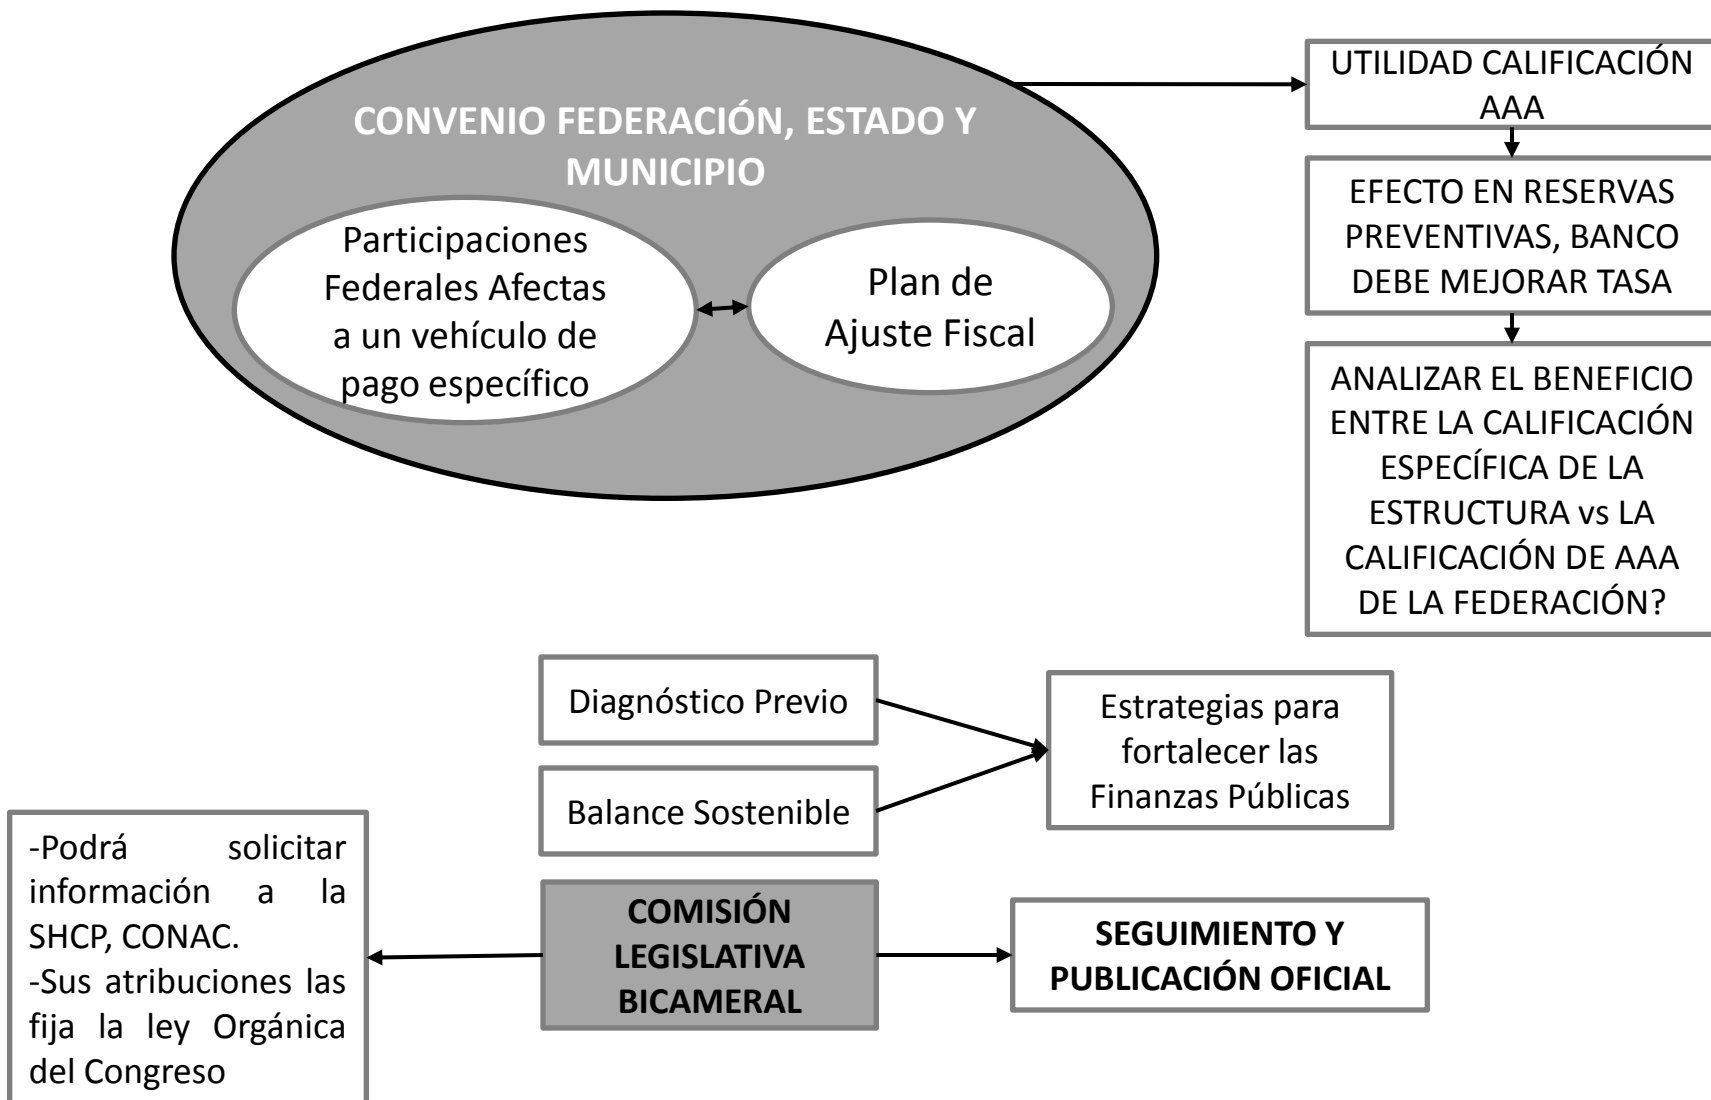 CONVENIO FEDERACIÓN, ESTADO Y
MUNICIPIO
Participaciones
Federales Afectas
a un vehículo de
pago específico
Plan de
Ajuste Fiscal
UTILIDAD CALIFICACIÓN
AAA
EFECTO EN RESERVAS
PREVENTIVAS, BANCO
DEBE MEJORAR TASA
ANALIZAR EL BENEFICIO
ENTRE LA CALIFICACIÓN
ESPECÍFICA DE LA
ESTRUCTURA vs LA
CALIFICACIÓN DE AAA
DE LA FEDERACIÓN?
Diagnóstico Previo
Balance Sostenible
Estrategias para
fortalecer las
Finanzas Públicas
-Podrá solicitar
información a la
SHCP, CONAC.
-Sus atribuciones las
fija la ley Orgánica
del Congreso
COMISIÓN
LEGISLATIVA
BICAMERAL
SEGUIMIENTO Y
PUBLICACIÓN OFICIAL